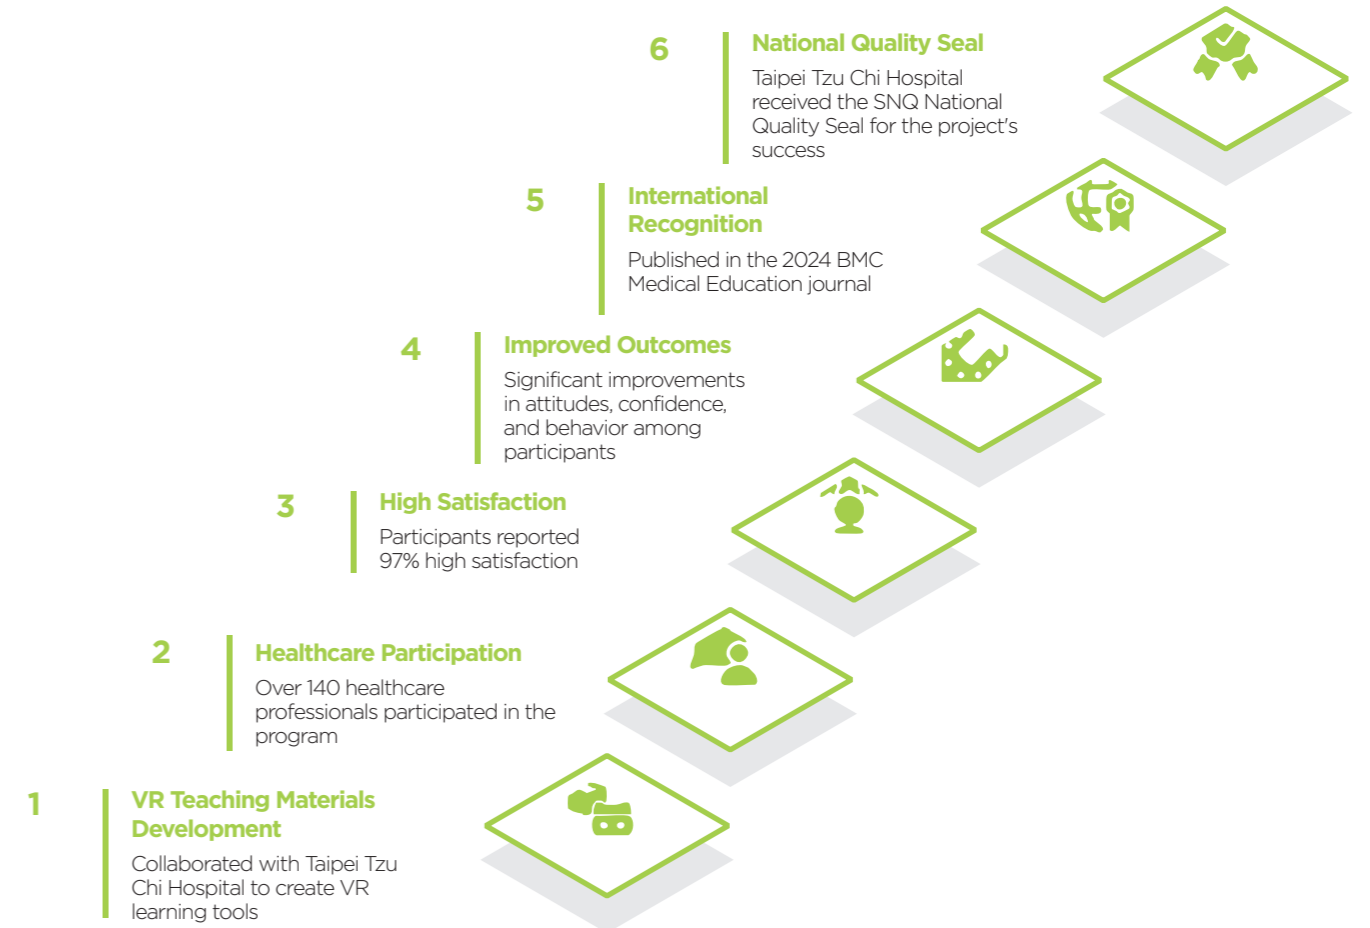 6
National Quality Seal
Taipei Tzu Chi Hospital
received the SNQ National
Quality Seal for the project's
success
5
International
Recognition
Published in the 2024 BMC
Medical Education journal
4
Improved Outcomes
Significant improvements
in attitudes, confidence,
and behavior among
participants
3
High Satisfaction
Participants reported
97% high satisfaction
2
Healthcare Participation
Over 140 healthcare
professionals participated in the
program
1
VR Teaching Materials
Development
Collaborated with Taipei Tzu
Chi Hospital to create VR
learning tools